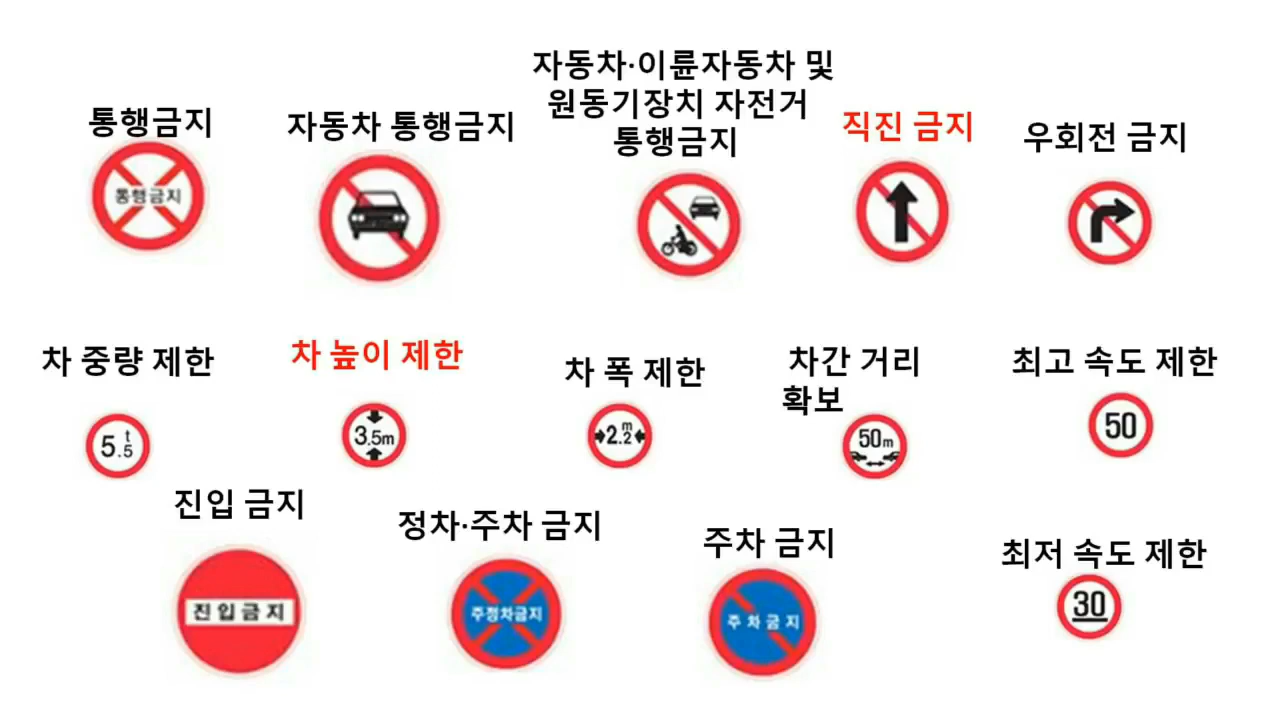 통행금지
통행금지
자동차 통행금지
자동차·이륜자동차 및
원동기장치 자전거
통행금지
직진 금지
우회전 금지
차 중량 제한
5.5t
차 높이 제한
3.5m
차 폭 제한
2.2m
차간 거리
확보
50m
최고 속도 제한
50
진입 금지
진입금지
정차·주차 금지
주정차금지
주차 금지
주차금지
최저 속도 제한
30